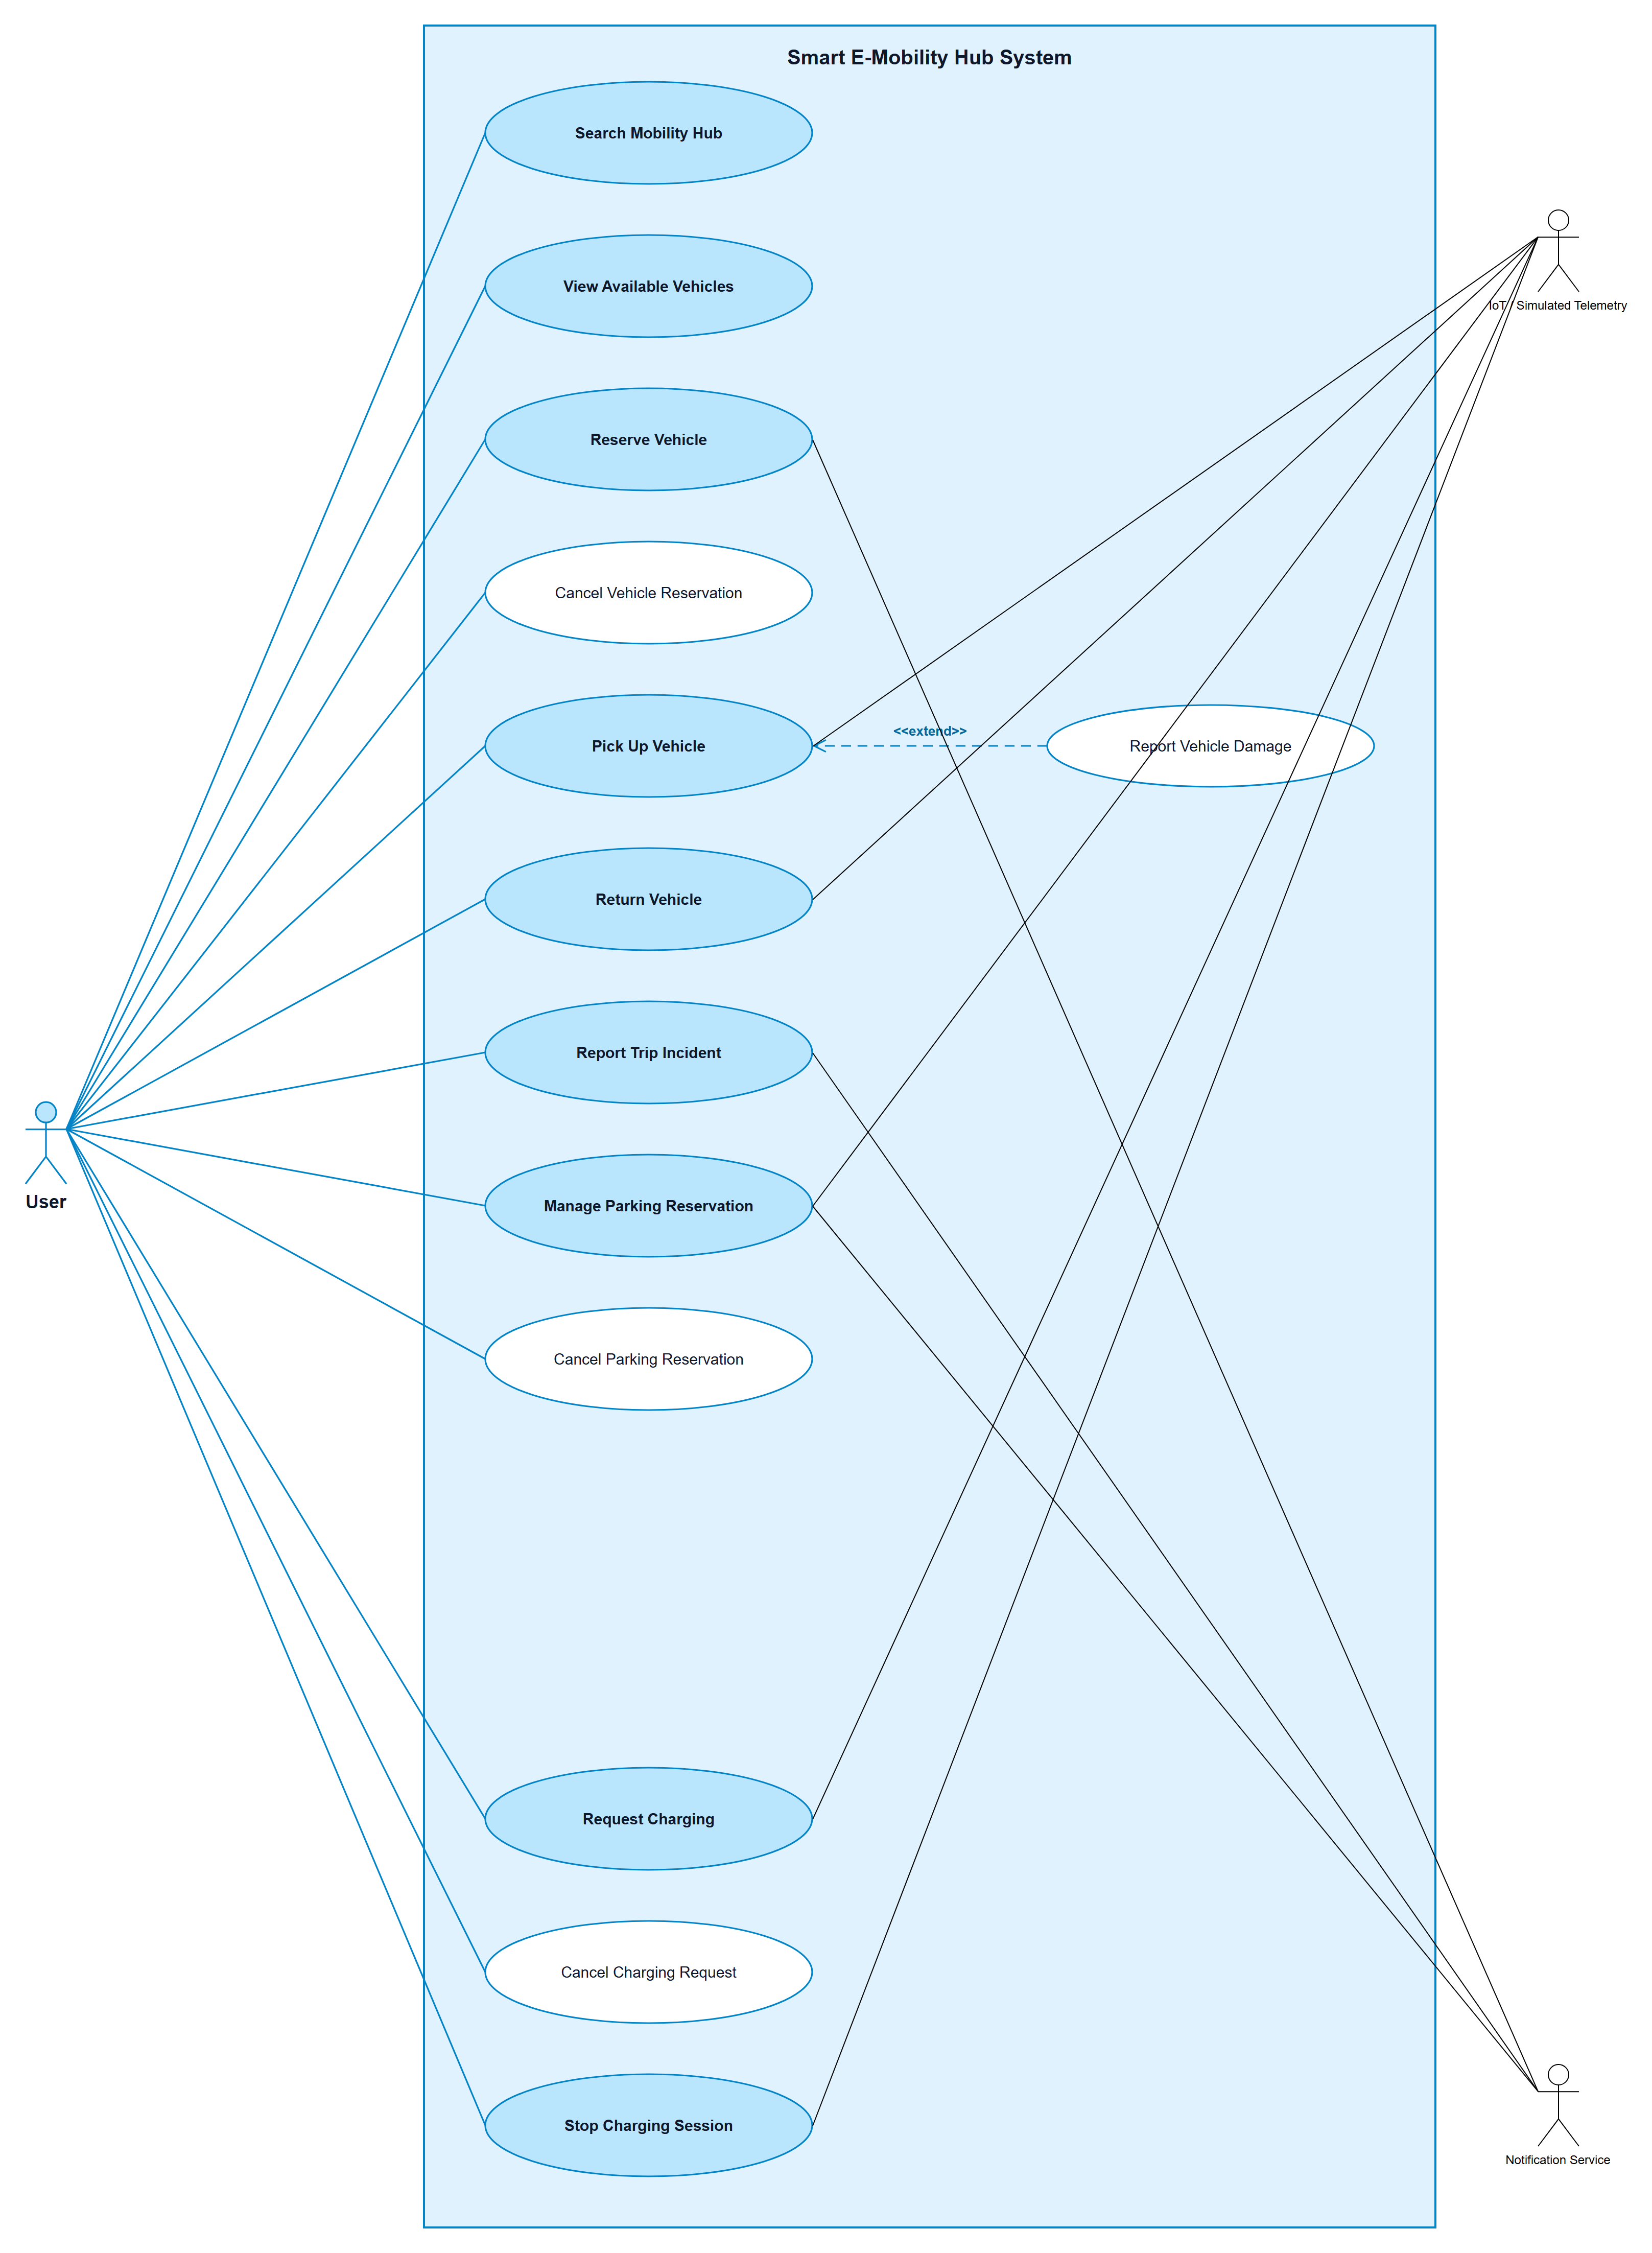 Smart E-Mobility Hub System
Search Mobility Hub
View Available Vehicles
IoT / Simulated Telemetry
Reserve Vehicle
Cancel Vehicle Reservation
<<extend>>
Pick Up Vehicle
Report Vehicle Damage
Return Vehicle
Report Trip Incident
User
Manage Parking Reservation
Cancel Parking Reservation
Request Charging
Cancel Charging Request
Stop Charging Session
Notification Service